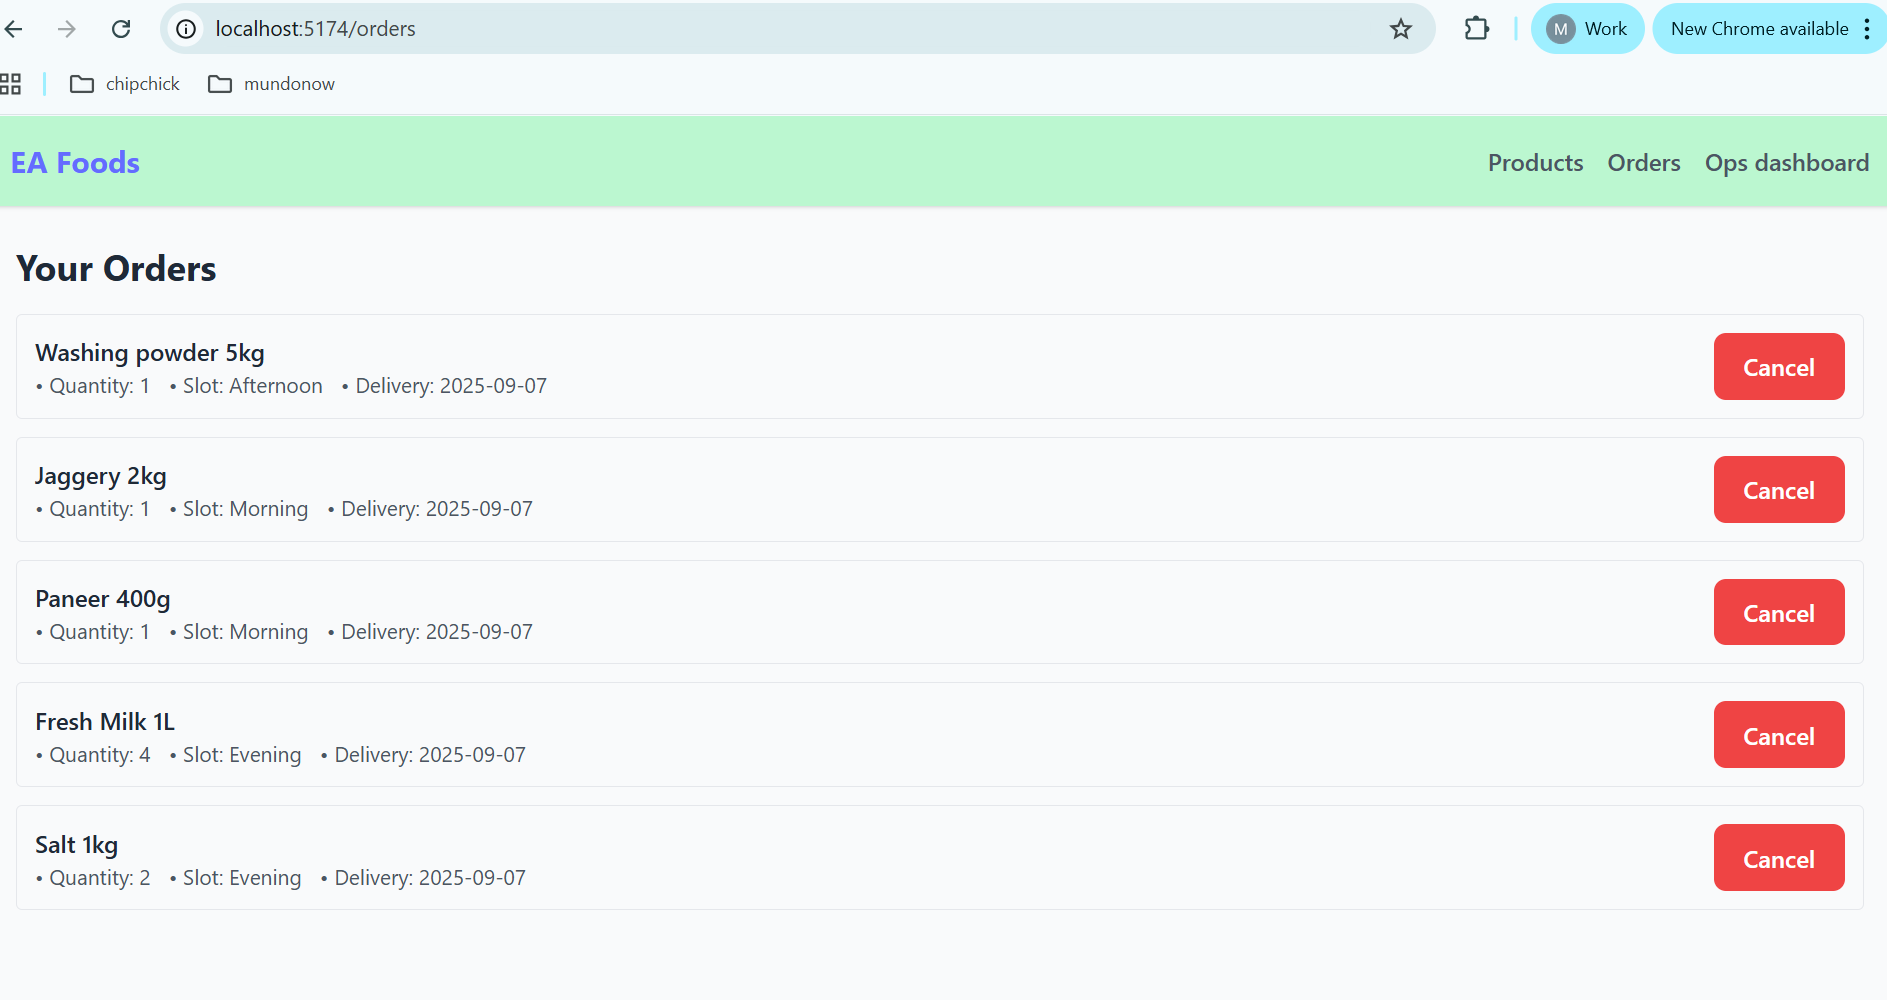 localhost:5174/orders
M Work New Chrome available
chipchick mundonow
EA Foods Products Orders Ops dashboard
Your Orders
Washing powder 5kg
• Quantity: 1 • Slot: Afternoon • Delivery: 2025-09-07
Cancel
Jaggery 2kg
• Quantity: 1 • Slot: Morning • Delivery: 2025-09-07
Cancel
Paneer 400g
• Quantity: 1 • Slot: Morning • Delivery: 2025-09-07
Cancel
Fresh Milk 1L
• Quantity: 4 • Slot: Evening • Delivery: 2025-09-07
Cancel
Salt 1kg
• Quantity: 2 • Slot: Evening • Delivery: 2025-09-07
Cancel